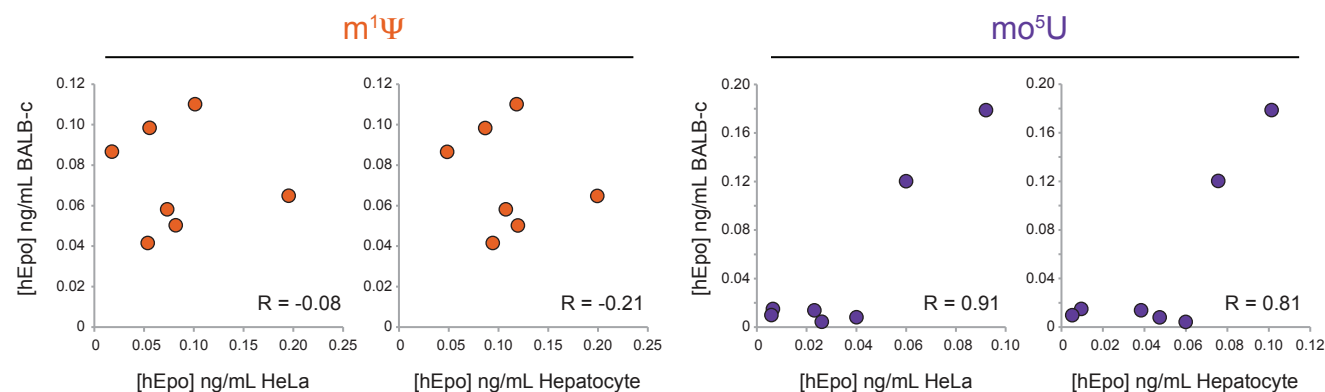 m¹Ψ
mo⁵U
[hEpo] ng/mL BALB-c
0.12
0.10
0.08
0.06
0.04
0.02
0
R = -0.08
0 0.05 0.10 0.15 0.20 0.25
[hEpo] ng/mL HeLa
0.12
0.10
0.08
0.06
0.04
0.02
0
R = -0.21
0 0.05 0.10 0.15 0.20 0.25
[hEpo] ng/mL Hepatocyte
[hEpo] ng/mL BALB-c
0.20
0.16
0.12
0.04
0
R = 0.91
0 0.02 0.04 0.06 0.08 0.10
[hEpo] ng/mL HeLa
0.20
0.16
0.12
0.04
0
R = 0.81
0 0.02 0.04 0.06 0.08 0.10 0.12
[hEpo] ng/mL Hepatocyte